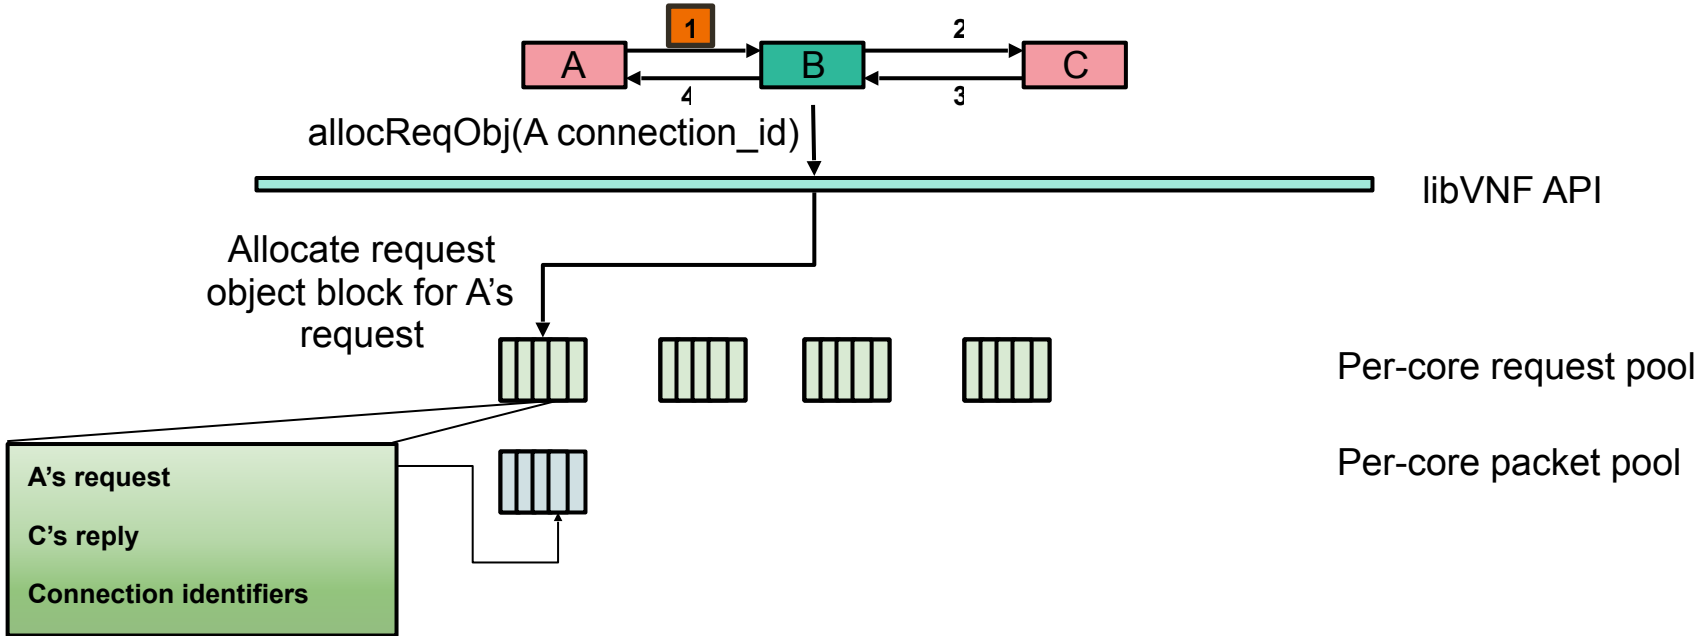 1
2
A
B
C
4
3
allocReqObj(A connection_id)
libVNF API
Allocate request
object block for A's
request
Per-core request pool
Per-core packet pool
A's request
C's reply
Connection identifiers